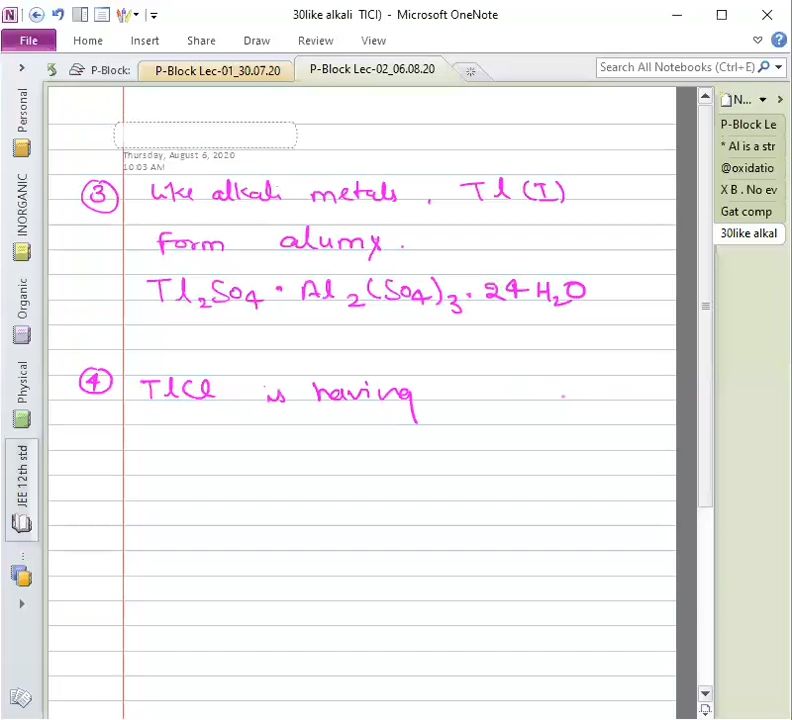 30like alkali TlCl) - Microsoft OneNote
File Home Insert Share Draw Review View
P-Block: P-Block Lec-01_30.07.20 P-Block Lec-02_06.08.20 Search All Notebooks (Ctrl+E)
Personal
INORGANIC
Organic
Physical
JEE 12th std
N...
P-Block Le
* Al is a str
@oxidatio
X B . No ev
Gat comp
30like alkal
Thursday, August 6, 2020
10:03 AM
③ like alkali metals, Tl(I)
form alums.
Tl₂SO₄ · Al₂(SO₄)₃ · 24 H₂O
④ TlCl is having